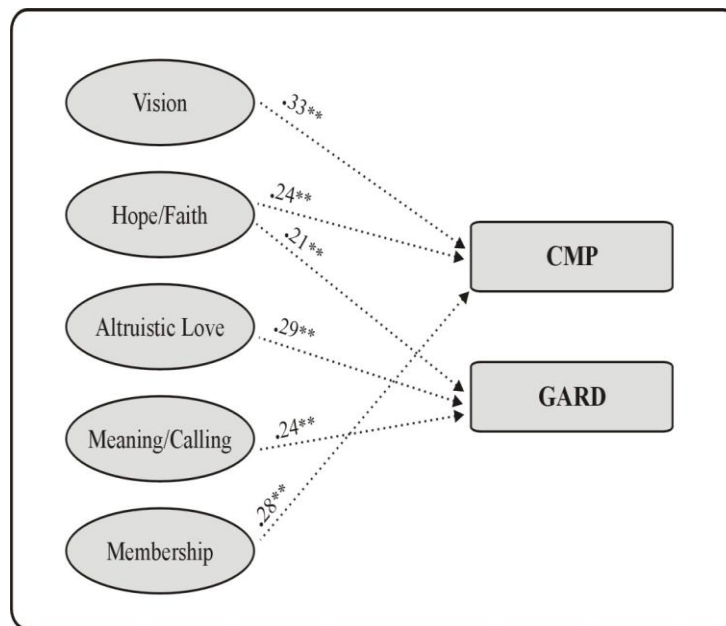 Vision
.33**
Hope/Faith
.24**
.21**
CMP
Altruistic Love
.29**
GARD
Meaning/Calling
.24**
.28**
Membership